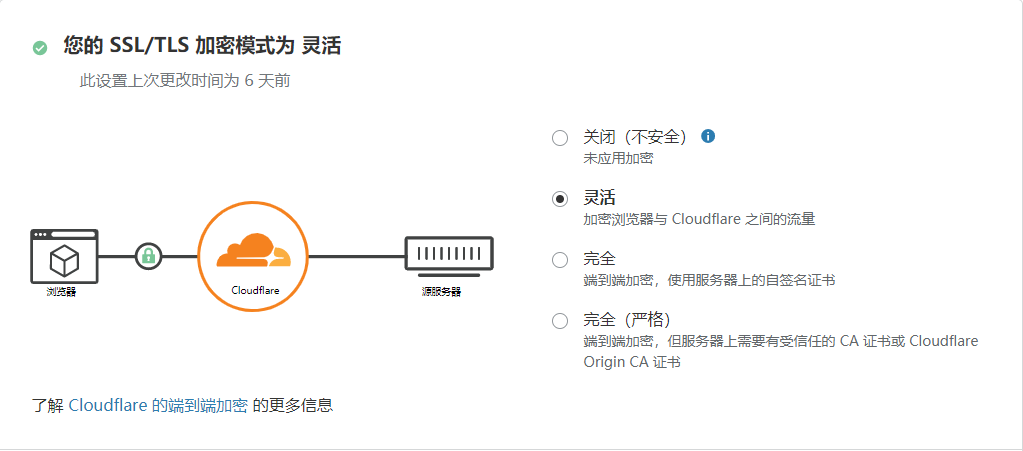 您的 SSL/TLS 加密模式为 灵活
此设置上次更改时间为 6 天前
关闭（不安全）
未应用加密
灵活
加密浏览器与 Cloudflare 之间的流量
完全
端到端加密，使用服务器上的自签名证书
完全（严格）
端到端加密，但服务器上需要有受信任的 CA 证书或 Cloudflare
Origin CA 证书
浏览器
Cloudflare
源服务器
了解 Cloudflare 的端到端加密 的更多信息